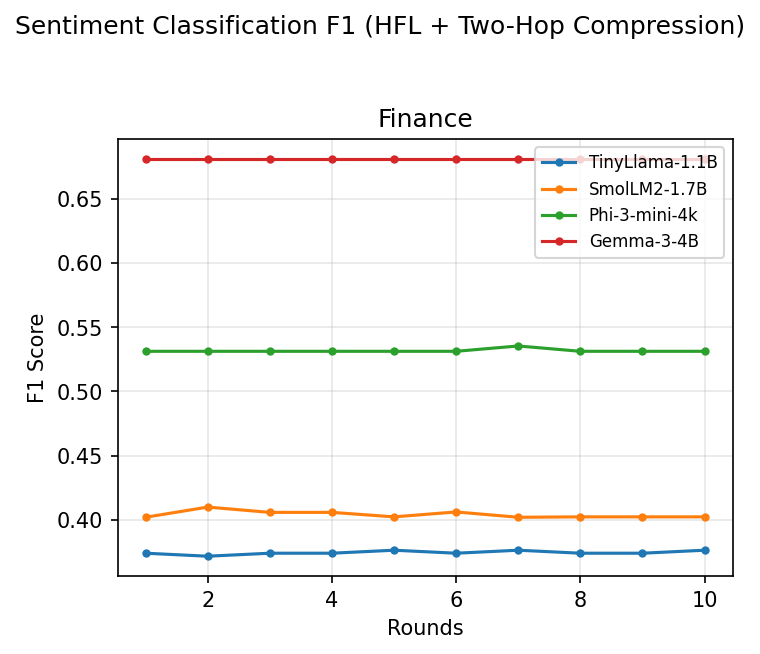 Sentiment Classification F1 (HFL + Two-Hop Compression)
Finance
TinyLlama-1.1B
SmolLM2-1.7B
Phi-3-mini-4k
Gemma-3-4B
F1 Score
0.65
0.60
0.55
0.50
0.45
0.40
2 4 6 8 10
Rounds